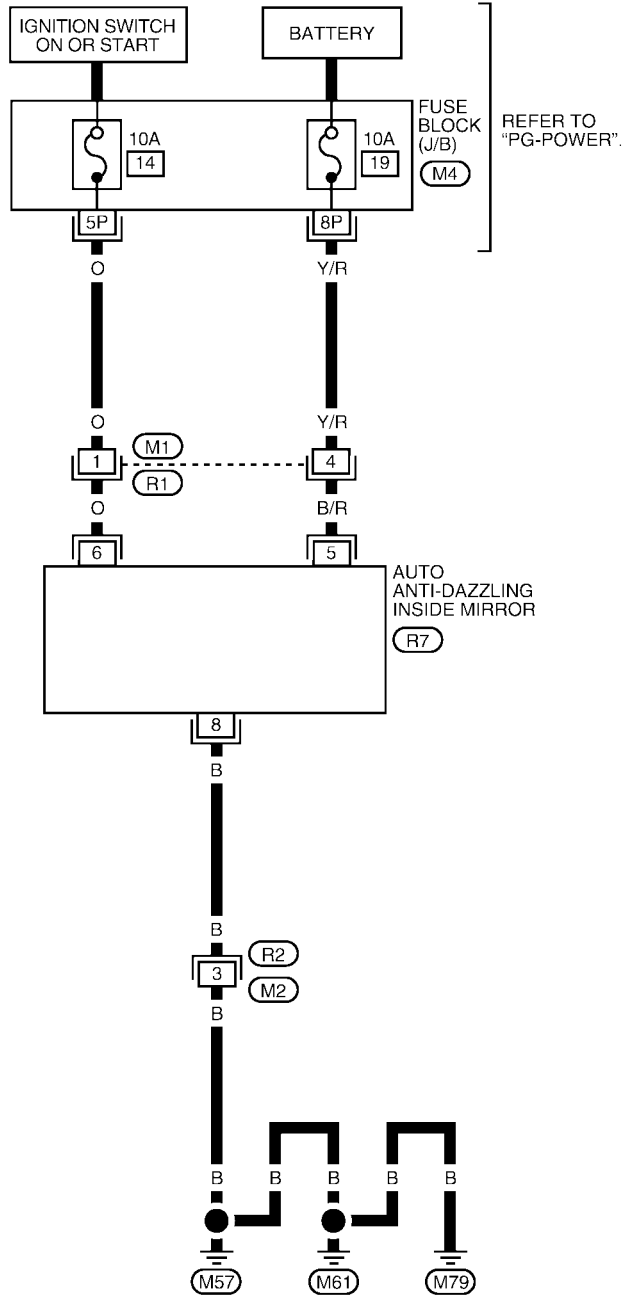 IGNITION SWITCH
ON OR START
BATTERY
FUSE
BLOCK
(J/B)
M4
REFER TO
"PG-POWER".
10A
14
10A
19
5P
8P
O
Y/R
O
Y/R
1
M1
4
R1
O
B/R
6
5
AUTO
ANTI-DAZZLING
INSIDE MIRROR
R7
8
B
B
R2
3
M2
B
B
B
B
B
B
M57
M61
M79